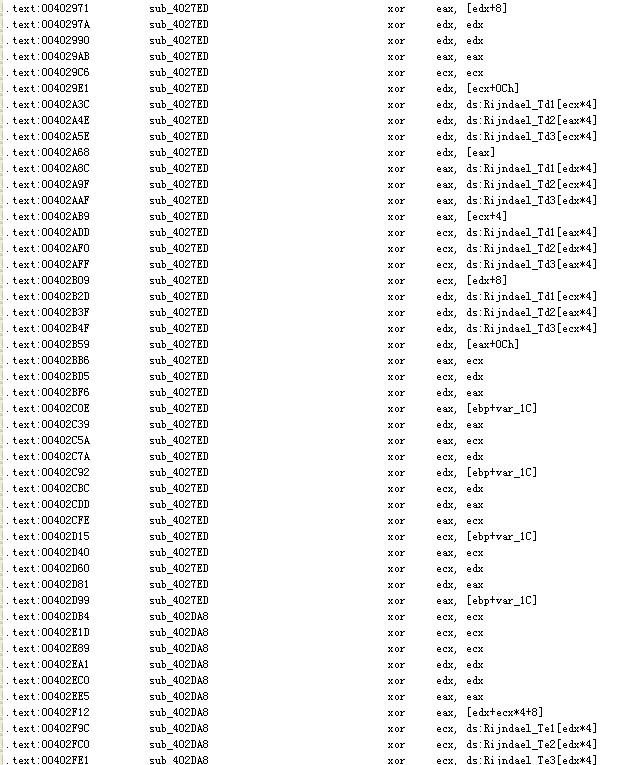 .text:00402971 sub_4027ED xor eax, [edx+8]
.text:0040297A sub_4027ED xor edx, edx
.text:00402990 sub_4027ED xor edx, edx
.text:004029AB sub_4027ED xor eax, eax
.text:004029C6 sub_4027ED xor ecx, ecx
.text:004029E1 sub_4027ED xor edx, [ecx+0Ch]
.text:00402A3C sub_4027ED xor edx, ds:Rijndael_Td1[ecx*4]
.text:00402A4E sub_4027ED xor edx, ds:Rijndael_Td2[eax*4]
.text:00402A5E sub_4027ED xor edx, ds:Rijndael_Td3[ecx*4]
.text:00402A68 sub_4027ED xor edx, [eax]
.text:00402A8C sub_4027ED xor eax, ds:Rijndael_Td1[edx*4]
.text:00402A9F sub_4027ED xor eax, ds:Rijndael_Td2[ecx*4]
.text:00402AAF sub_4027ED xor eax, ds:Rijndael_Td3[edx*4]
.text:00402AB9 sub_4027ED xor eax, [ecx+4]
.text:00402ADD sub_4027ED xor ecx, ds:Rijndael_Td1[eax*4]
.text:00402AF0 sub_4027ED xor ecx, ds:Rijndael_Td2[edx*4]
.text:00402AFF sub_4027ED xor ecx, ds:Rijndael_Td3[eax*4]
.text:00402B09 sub_4027ED xor ecx, [edx+8]
.text:00402B2D sub_4027ED xor edx, ds:Rijndael_Td1[ecx*4]
.text:00402B3F sub_4027ED xor edx, ds:Rijndael_Td2[eax*4]
.text:00402B4F sub_4027ED xor edx, ds:Rijndael_Td3[ecx*4]
.text:00402B59 sub_4027ED xor edx, [eax+0Ch]
.text:00402BB6 sub_4027ED xor eax, ecx
.text:00402BD5 sub_4027ED xor ecx, edx
.text:00402BF6 sub_4027ED xor edx, eax
.text:00402C0E sub_4027ED xor eax, [ebp+var_1C]
.text:00402C39 sub_4027ED xor edx, eax
.text:00402C5A sub_4027ED xor eax, ecx
.text:00402C7A sub_4027ED xor ecx, edx
.text:00402C92 sub_4027ED xor edx, [ebp+var_1C]
.text:00402CBC sub_4027ED xor ecx, edx
.text:00402CDD sub_4027ED xor edx, eax
.text:00402CFE sub_4027ED xor eax, ecx
.text:00402D15 sub_4027ED xor ecx, [ebp+var_1C]
.text:00402D40 sub_4027ED xor eax, ecx
.text:00402D60 sub_4027ED xor ecx, edx
.text:00402D81 sub_4027ED xor edx, eax
.text:00402D99 sub_4027ED xor eax, [ebp+var_1C]
.text:00402DB4 sub_402DA8 xor ecx, ecx
.text:00402E1D sub_402DA8 xor ecx, ecx
.text:00402E89 sub_402DA8 xor ecx, ecx
.text:00402EA1 sub_402DA8 xor edx, edx
.text:00402EC0 sub_402DA8 xor edx, edx
.text:00402EE5 sub_402DA8 xor eax, eax
.text:00402F12 sub_402DA8 xor eax, [edx+ecx*4+8]
.text:00402F9C sub_402DA8 xor ecx, ds:Rijndael_Te1[edx*4]
.text:00402FC0 sub_402DA8 xor ecx, ds:Rijndael_Te2[edx*4]
.text:00402FE1 sub_402DA8 xor ecx, ds:Rijndael_Te3[edx*4]